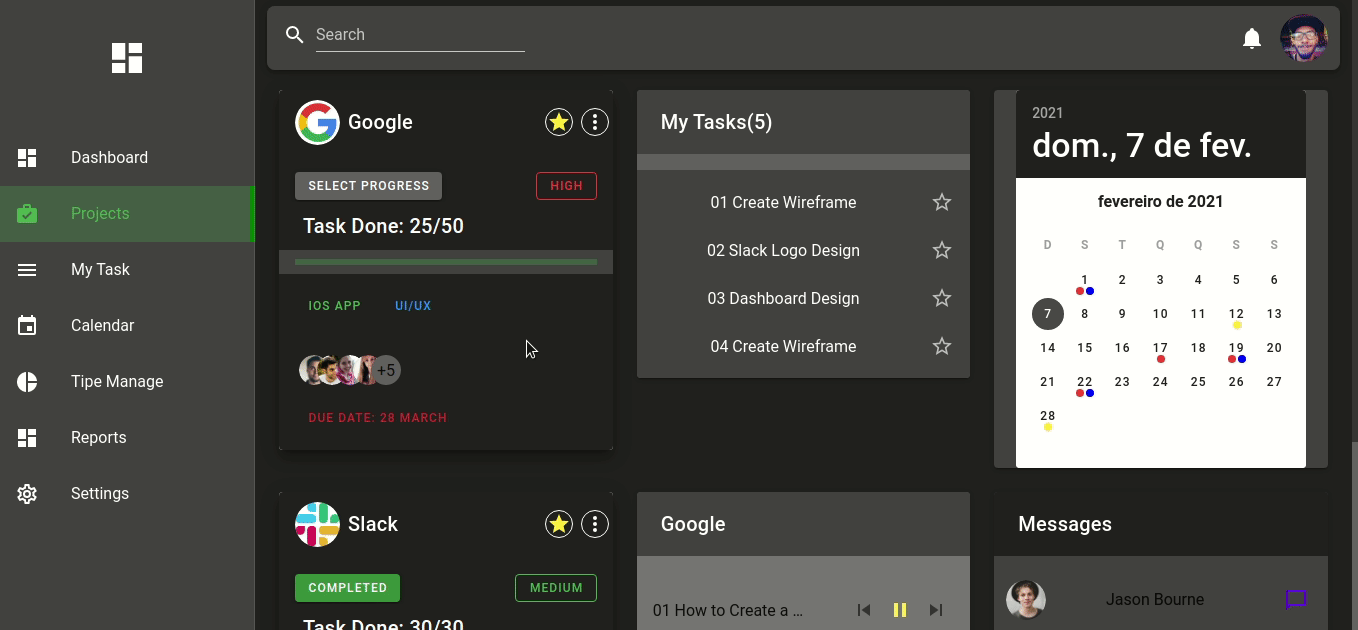 Search
Dashboard
Projects
My Task
Calendar
Tipe Manage
Reports
Settings
Google
SELECT PROGRESS
HIGH
Task Done: 25/50
IOS APP
UI/UX
+5
DUE DATE: 28 MARCH
My Tasks(5)
01 Create Wireframe
02 Slack Logo Design
03 Dashboard Design
04 Create Wireframe
2021
dom., 7 de fev.
fevereiro de 2021
D S T Q Q S S
1 2 3 4 5 6
7 8 9 10 11 12 13
14 15 16 17 18 19 20
21 22 23 24 25 26 27
28
Slack
COMPLETED
MEDIUM
Task Done: 30/30
Google
01 How to Create a ...
Messages
Jason Bourne